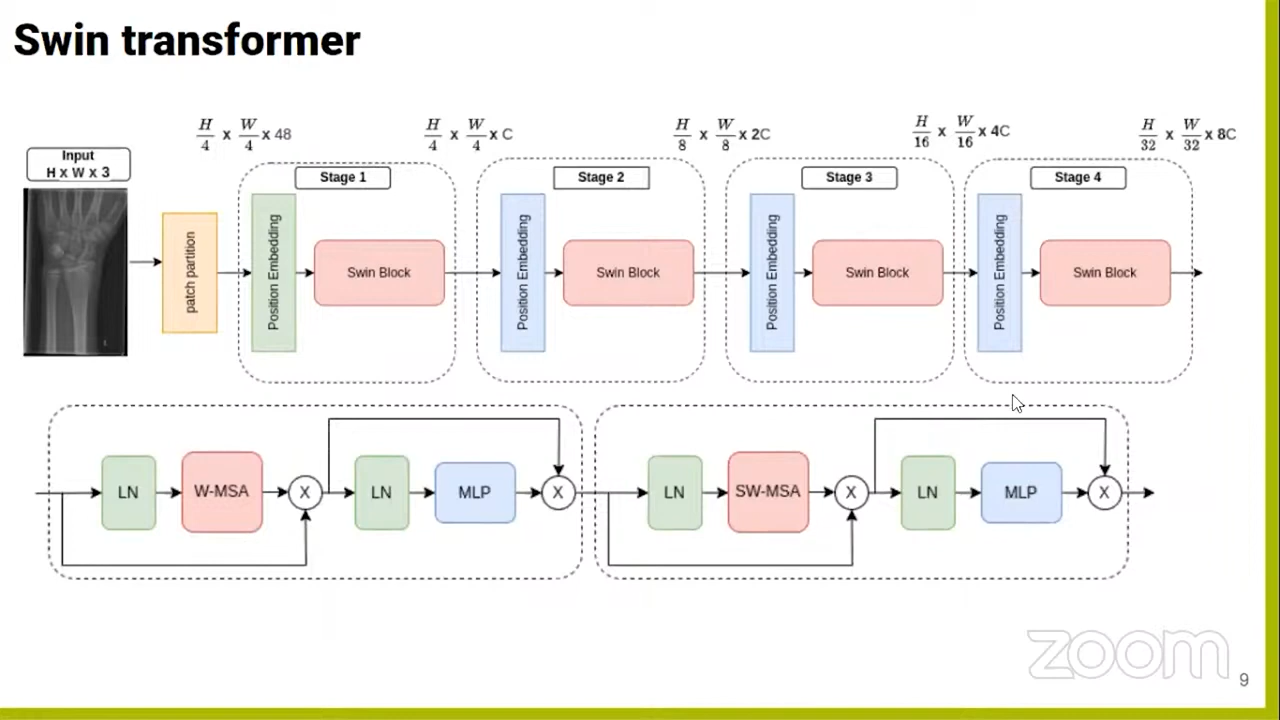 Swin transformer
H/4 x W/4 x 48
H/4 x W/4 x C
H/8 x W/8 x 2C
H/16 x W/16 x 4C
H/32 x W/32 x 8C
Input
H x W x 3
Stage 1
Stage 2
Stage 3
Stage 4
patch partition
Position Embedding
Swin Block
Position Embedding
Swin Block
Position Embedding
Swin Block
Position Embedding
Swin Block
LN
W-MSA
X
LN
MLP
X
LN
SW-MSA
X
LN
MLP
X
zoom
9